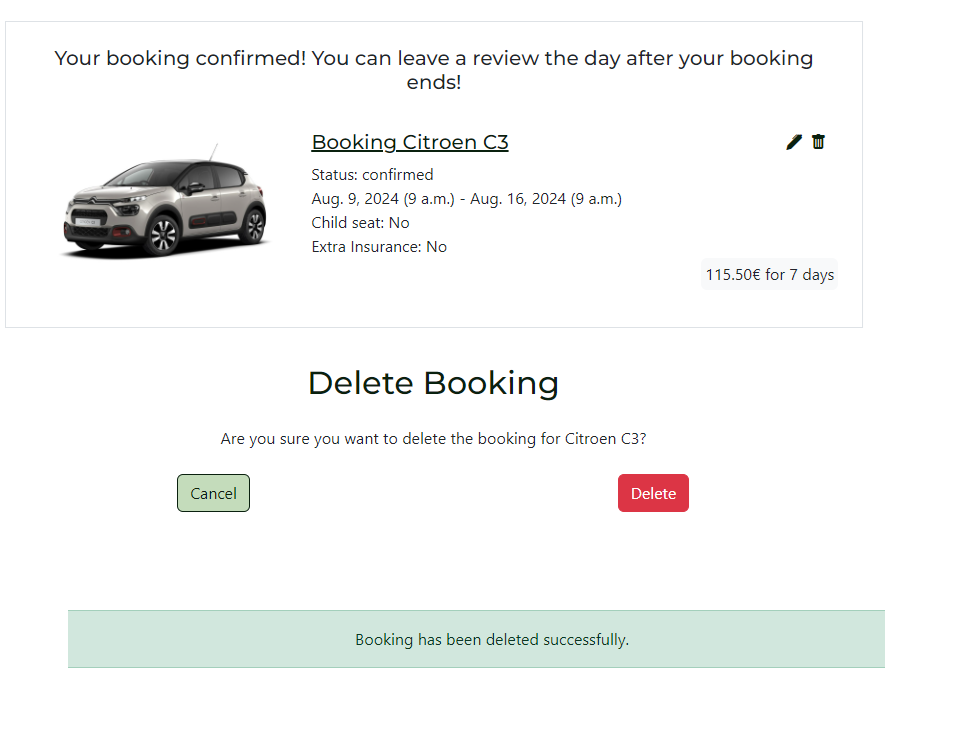 Your booking confirmed! You can leave a review the day after your booking
ends!
Booking Citroen C3
Status: confirmed
Aug. 9, 2024 (9 a.m.) - Aug. 16, 2024 (9 a.m.)
Child seat: No
Extra Insurance: No
115.50€ for 7 days
Delete Booking
Are you sure you want to delete the booking for Citroen C3?
Cancel
Delete
Booking has been deleted successfully.